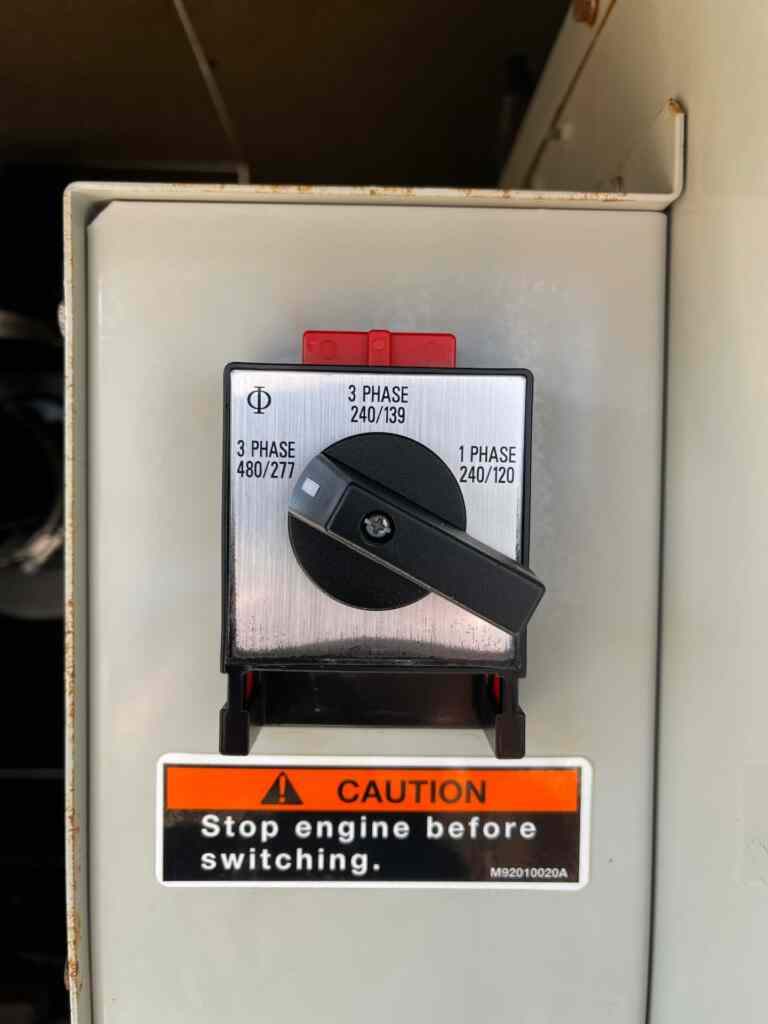 Φ
3 PHASE
240/139
3 PHASE
480/277
1 PHASE
240/120
CAUTION
Stop engine before
switching.
M92010020A